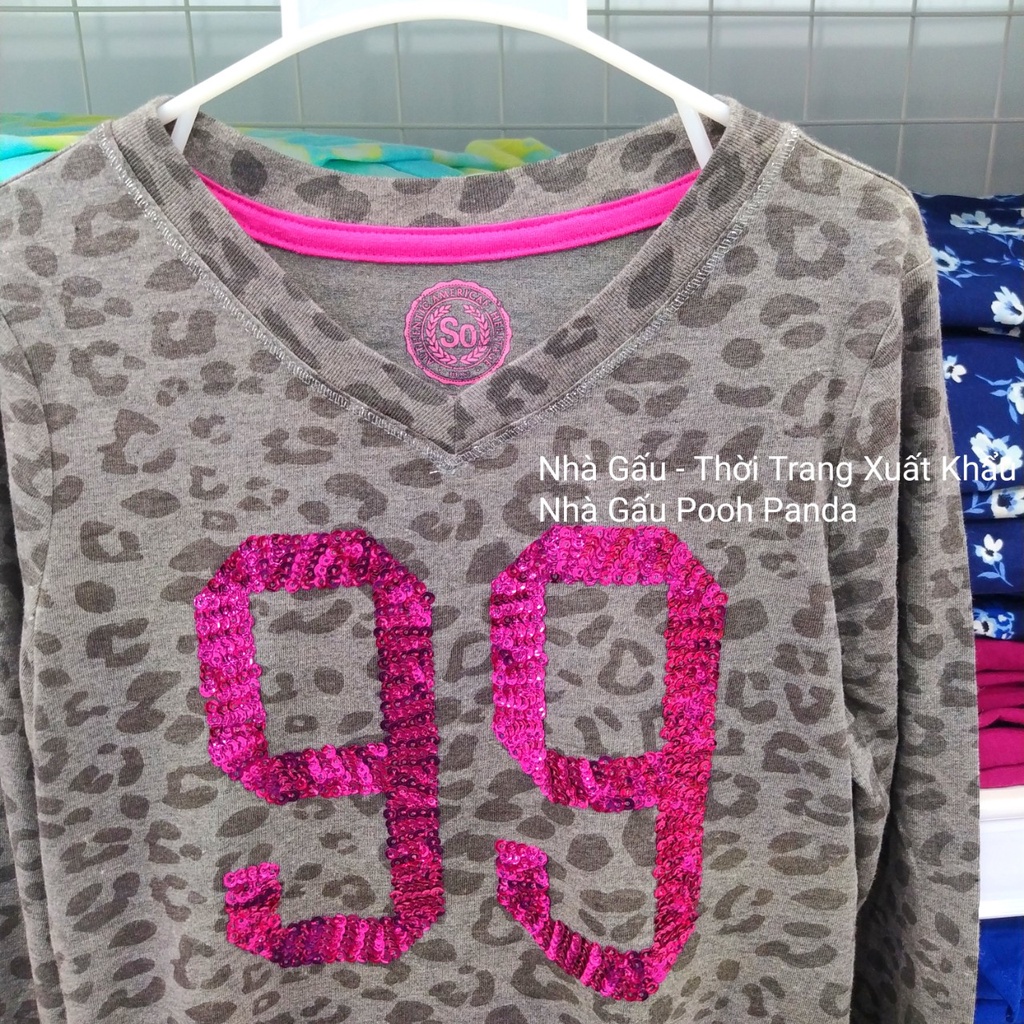 So
Nhà Gấu - Thời Trang Xuất Khẩu
Nhà Gấu Pooh Panda
99